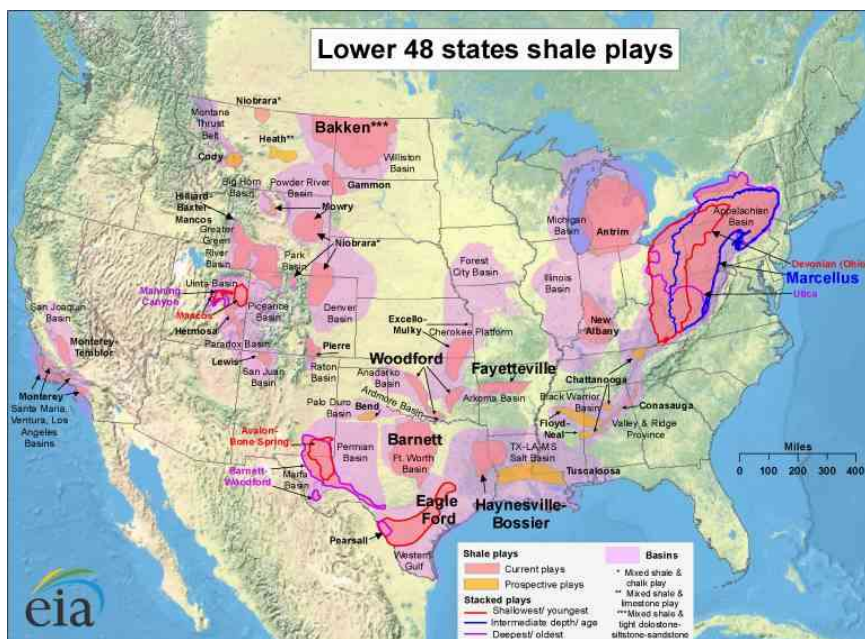 Lower 48 states shale plays
Niobrara*
Montana
Thrust
Belt
Heath**
Bakken***
Cody
Williston
Basin
Big Horn
Basin
Powder River
Basin
Gammon
Hilliard-
Baxter-
Mancos
Mowry
Greater
Green
River
Basin
Park
Basin
Niobrara*
Michigan
Basin
Antrim
Appalachian
Basin
Devonian (Ohio
Marcellus
Utica
Forest
City Basin
Illinois
Basin
Uinta Basin
Manning
Canyon
Mancos
Piceance
Basin
Denver
Basin
San Joaquin
Basin
Hermosa
Paradox Basin
Excello-
Mulky
Cherokee Platform
New
Albany
Monterey-
Temblor
Lewis
San Juan
Basin
Pierre
Raton
Basin
Woodford
Anadarko
Basin
Fayetteville
Arkoma Basin
Chattanooga
Monterey
Santa Maria,
Ventura, Los
Angeles
Basins
Palo Duro
Basin
Bend
Ardmore Basin
Black Warrior
Basin
Conasauga
Floyd-
Neal
Valley & Ridge
Province
Avalon-
Bone Spring
Permian
Basin
Barnett
Ft. Worth
Basin
TX-LA-MS
Salt Basin
Tuscaloosa
Barnett-
Woodford
Marfa
Basin
Eagle
Ford
Haynesville-
Bossier
Pearsall
Western
Gulf
Miles
0 100 200 300 400
Shale plays
Current plays
Prospective plays
Stacked plays
Shallowest/ youngest
Intermediate depth/ age
Deepest/ oldest
Basins
* Mixed shale &
chalk play
** Mixed shale &
limestone play
***Mixed shale &
tight dolostone-
siltstone-sandstone
eia